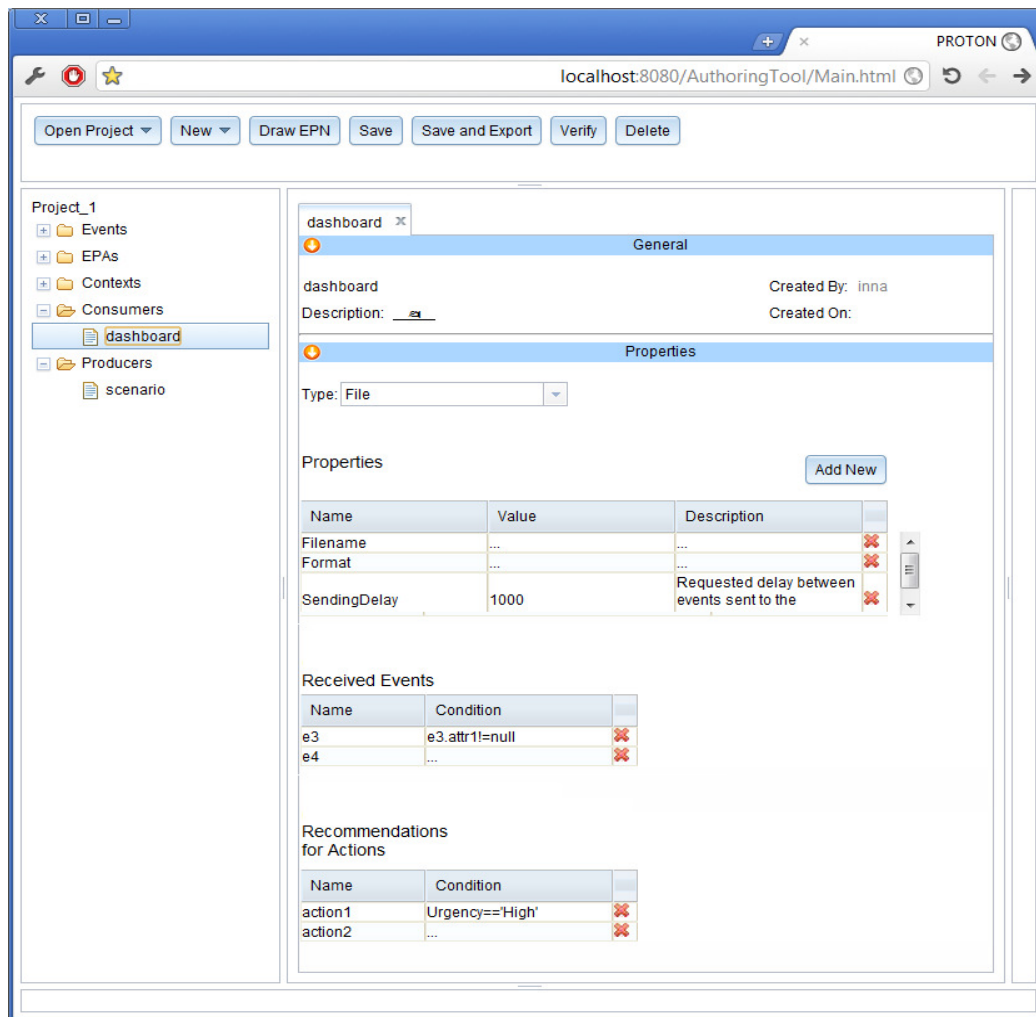 PROTON
localhost:8080/AuthoringTool/Main.html
Open Project New Draw EPN Save Save and Export Verify Delete
Project_1
Events
EPAs
Contexts
Consumers
dashboard
Producers
scenario
dashboard
General
dashboard Created By: inna
Description: Created On:
Properties
Type: File
Properties Add New
Name Value Description
Filename ... ...
Format ... ...
SendingDelay 1000 Requested delay between
events sent to the
Received Events
Name Condition
e3 e3.attr1!=null
e4 ...
Recommendations
for Actions
Name Condition
action1 Urgency=='High'
action2 ...